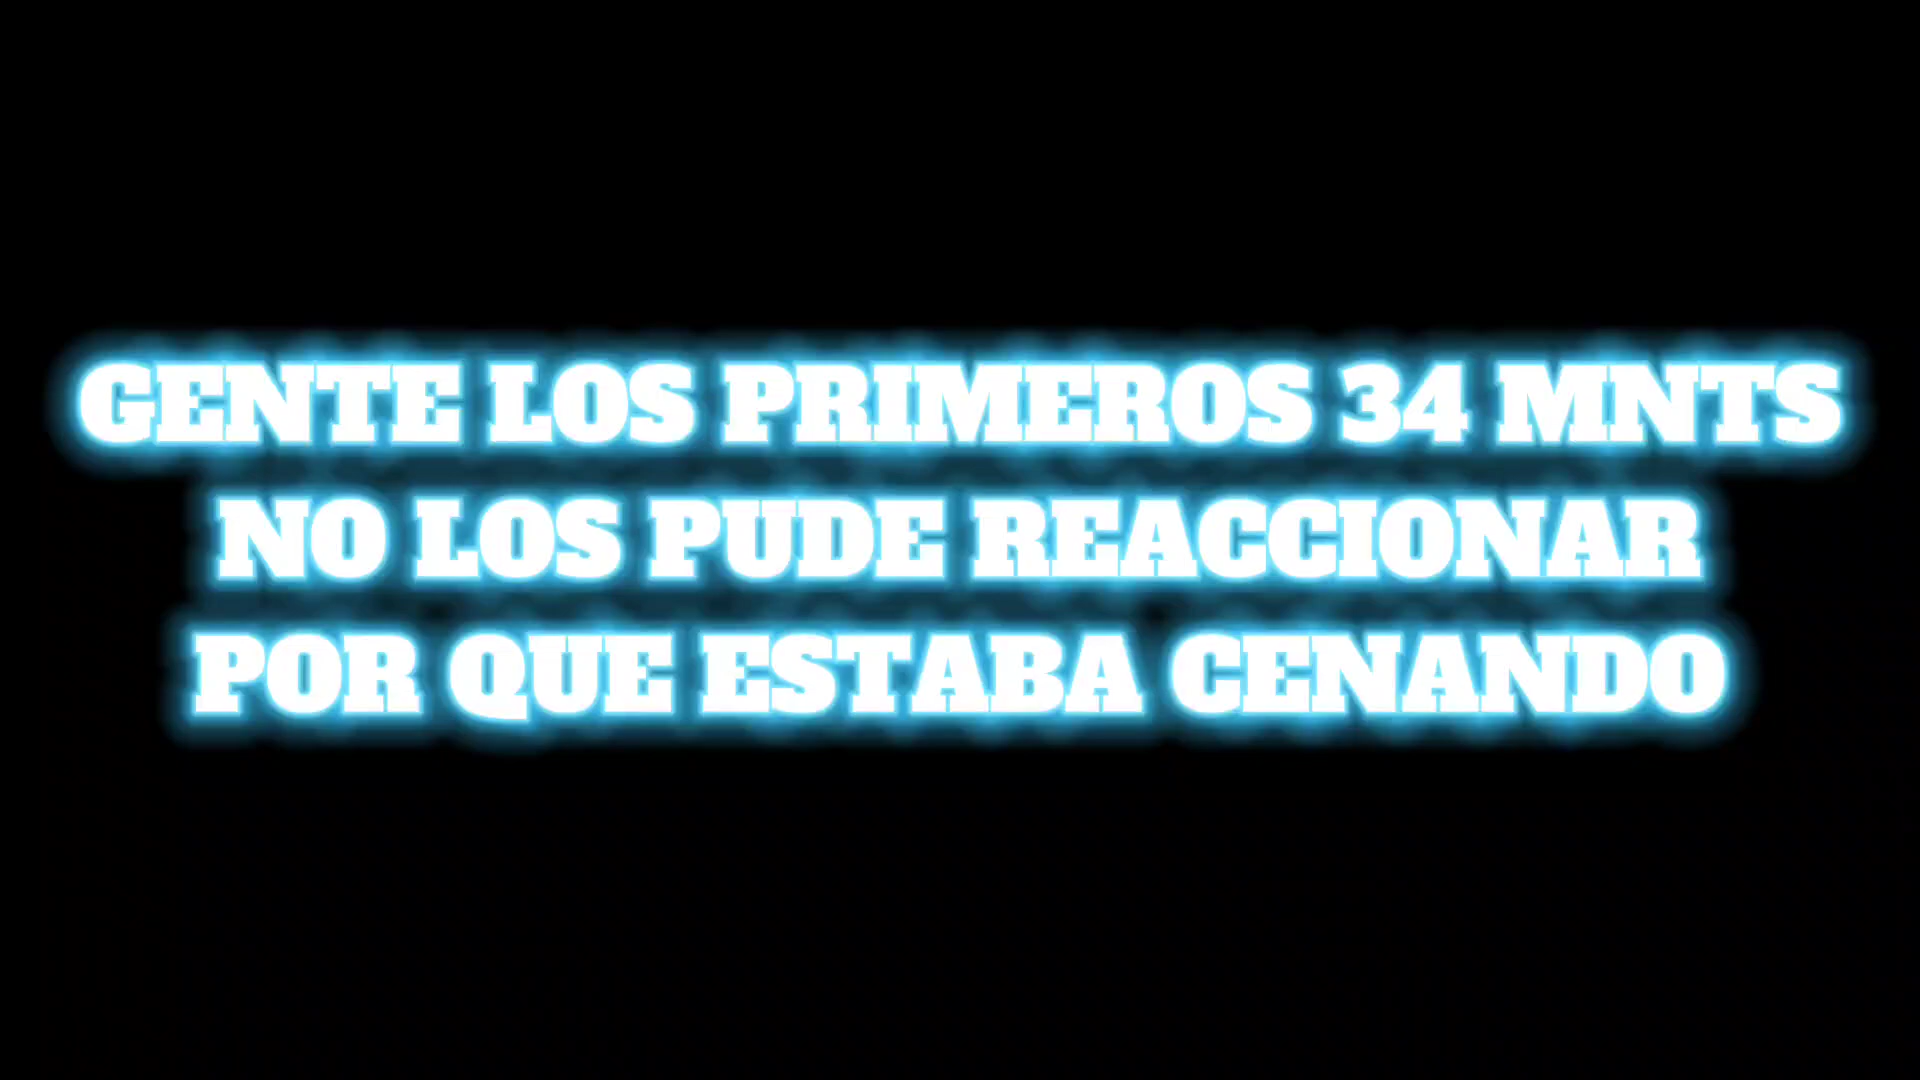 GENTE LOS PRIMEROS 34 MNTS
NO LOS PUDE REACCIONAR
POR QUE ESTABA CENANDO